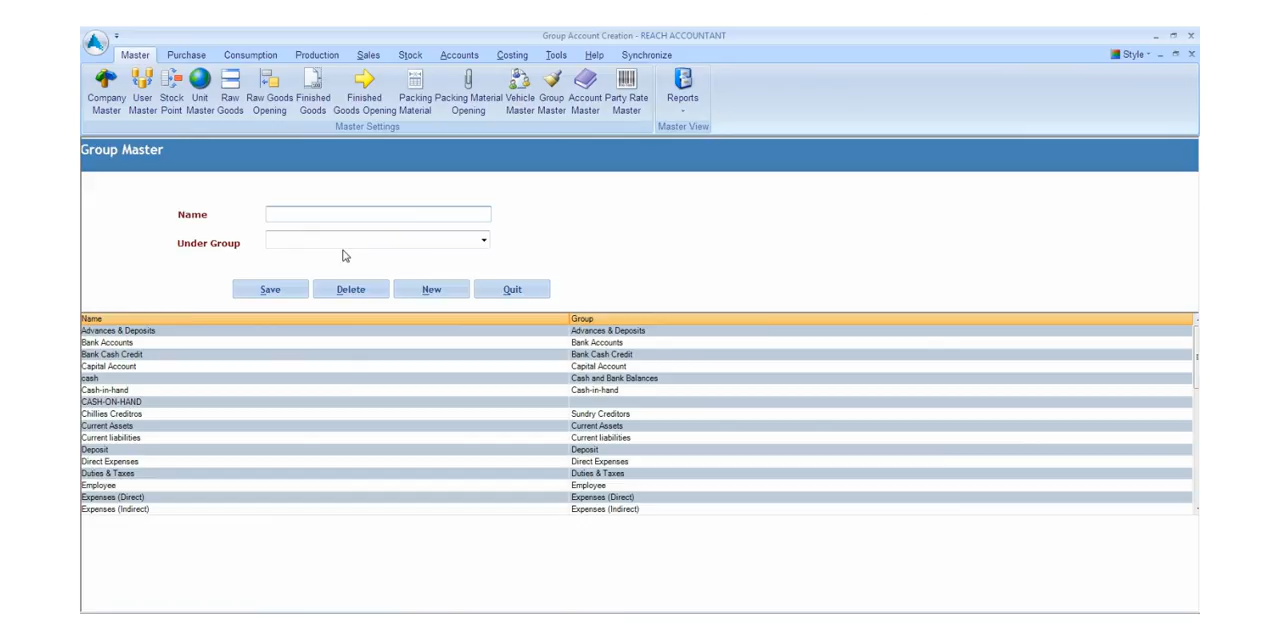 Group Account Creation - REACH ACCOUNTANT
Master Purchase Consumption Production Sales Stock Accounts Costing Tools Help Synchronize Style
Company Master
User Master
Stock Point
Unit Master
Raw Goods
Raw Goods Opening
Finished Goods
Finished Goods Opening
Packing Material
Packing Material Opening
Vehicle Master
Group Master
Account Master
Party Rate Master
Reports
Master Settings
Master View
Group Master
Name
Under Group
Save Delete New Quit
Name Group
Advances & Deposits Advances & Deposits
Bank Accounts Bank Accounts
Bank Cash Credit Bank Cash Credit
Capital Account Capital Account
cash Cash and Bank Balances
Cash-in-hand Cash-in-hand
CASH-ON-HAND
Chillies Creditros Sundry Creditors
Current Assets Current Assets
Current liabilities Current liabilities
Deposit Deposit
Direct Expenses Direct Expenses
Duties & Taxes Duties & Taxes
Employee Employee
Expenses (Direct) Expenses (Direct)
Expenses (Indirect) Expenses (Indirect)